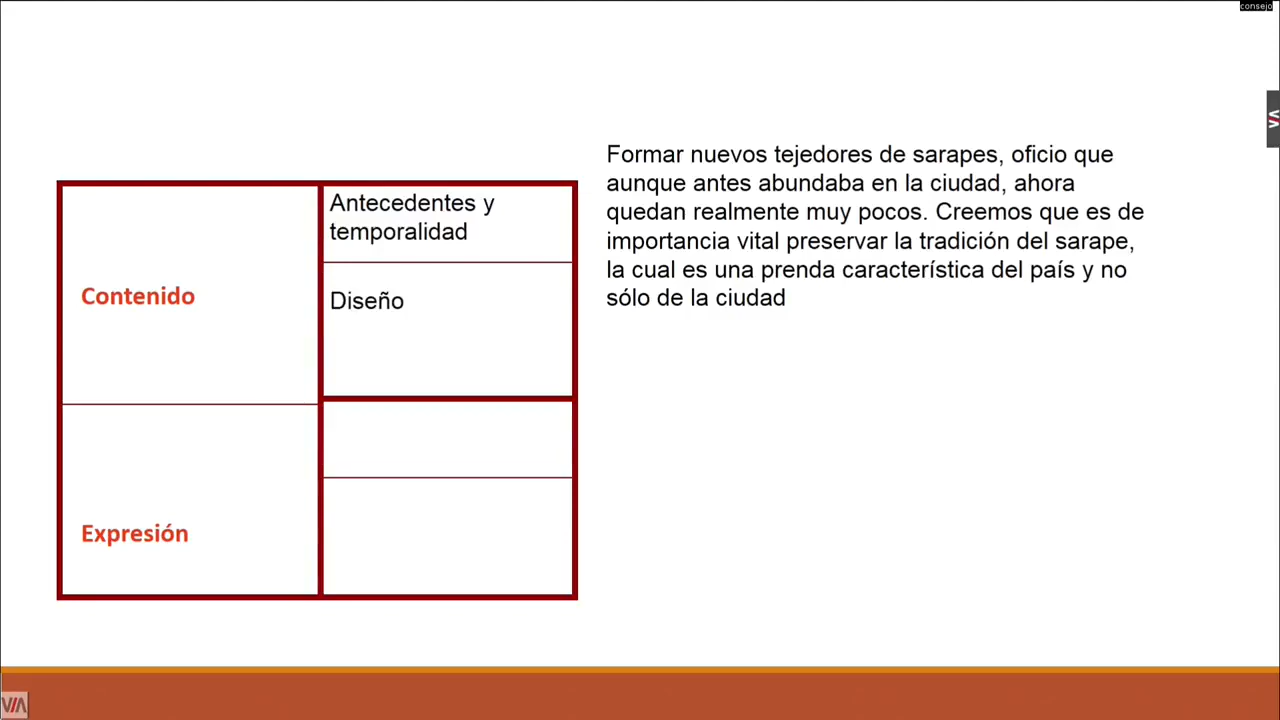 consejo
Antecedentes y
temporalidad
Contenido
Diseño
Expresión
Formar nuevos tejedores de sarapes, oficio que
aunque antes abundaba en la ciudad, ahora
quedan realmente muy pocos. Creemos que es de
importancia vital preservar la tradición del sarape,
la cual es una prenda característica del país y no
sólo de la ciudad
VIA